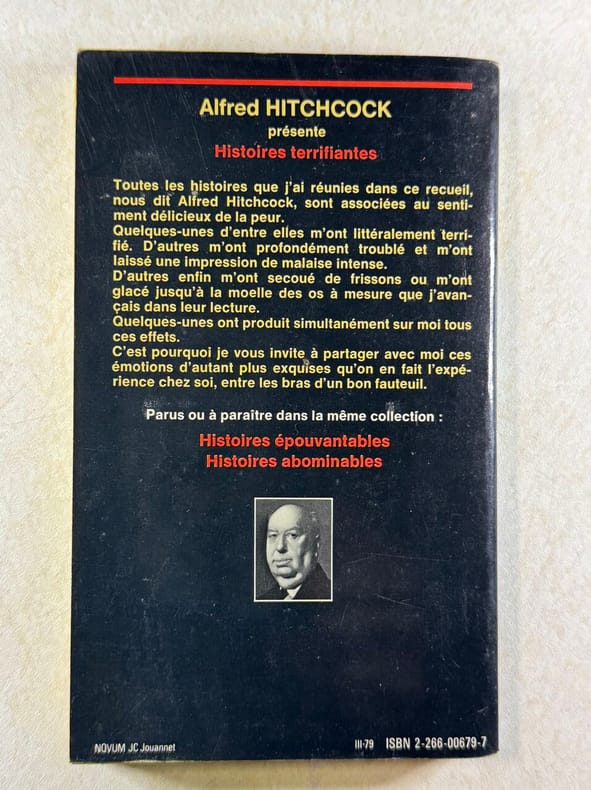 Alfred HITCHCOCK
présente
Histoires terrifiantes
Toutes les histoires que j'ai réunies dans ce recueil,
nous dit Alfred Hitchcock, sont associées au senti-
ment délicieux de la peur.
Quelques-unes d'entre elles m'ont littéralement terri-
fié. D'autres m'ont profondément troublé et m'ont
laissé une impression de malaise intense.
D'autres enfin m'ont secoué de frissons ou m'ont
glacé jusqu'à la moelle des os à mesure que j'avan-
çais dans leur lecture.
Quelques-unes ont produit simultanément sur moi tous
ces effets.
C'est pourquoi je vous invite à partager avec moi ces
émotions d'autant plus exquises qu'on en fait l'expé-
rience chez soi, entre les bras d'un bon fauteuil.
Parus ou à paraître dans la même collection :
Histoires épouvantables
Histoires abominables
NOVUM JC Jouannet
III-79 ISBN 2-266-00679-7